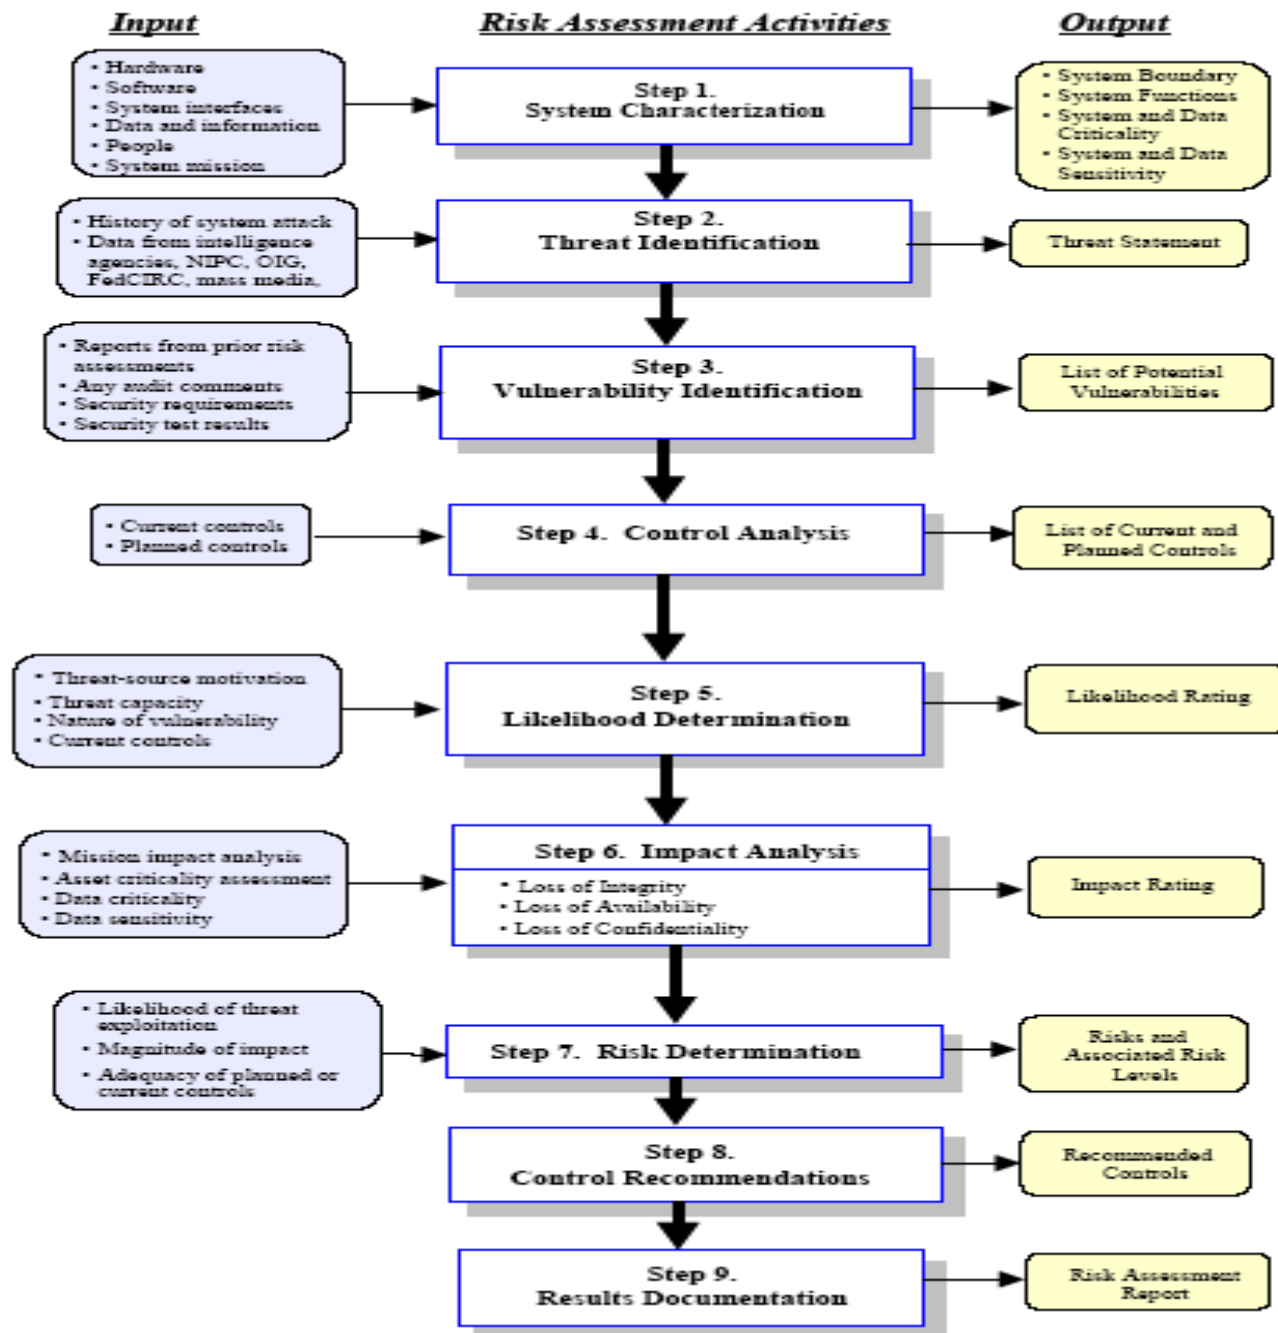 Input
Risk Assessment Activities
Output
• Hardware
• Software
• System interfaces
• Data and information
• People
• System mission
Step 1.
System Characterization
• System Boundary
• System Functions
• System and Data
Criticality
• System and Data
Sensitivity
• History of system attack
• Data from intelligence
agencies, NIPC, OIG,
FedCIRC, mass media,
Step 2.
Threat Identification
Threat Statement
• Reports from prior risk
assessments
• Any audit comments
• Security requirements
• Security test results
Step 3.
Vulnerability Identification
List of Potential
Vulnerabilities
• Current controls
• Planned controls
Step 4. Control Analysis
List of Current and
Planned Controls
• Threat-source motivation
• Threat capacity
• Nature of vulnerability
• Current controls
Step 5.
Likelihood Determination
Likelihood Rating
• Mission impact analysis
• Asset criticality assessment
• Data criticality
• Data sensitivity
Step 6. Impact Analysis
• Loss of Integrity
• Loss of Availability
• Loss of Confidentiality
Impact Rating
• Likelihood of threat
exploitation
• Magnitude of impact
• Adequacy of planned or
current controls
Step 7. Risk Determination
Risks and
Associated Risk
Levels
Step 8.
Control Recommendations
Recommended
Controls
Step 9.
Results Documentation
Risk Assessment
Report